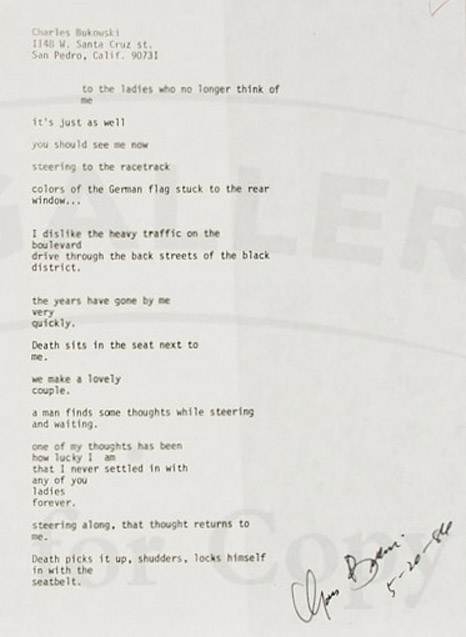 Charles Bukowski
1148 W. Santa Cruz st.
San Pedro, Calif. 90731
to the ladies who no longer think of
me
it's just as well
you should see me now
steering to the racetrack
colors of the German flag stuck to the rear
window...
I dislike the heavy traffic on the
boulevard
drive through the back streets of the black
district.
the years have gone by me
very
quickly.
Death sits in the seat next to
me.
we make a lovely
couple.
a man finds some thoughts while steering
and waiting.
one of my thoughts has been
how lucky I am
that I never settled in with
any of you
ladies
forever.
steering along, that thought returns to
me.
Death picks it up, shudders, locks himself
in with the
seatbelt.
5-20-84
GALLER
for Copy